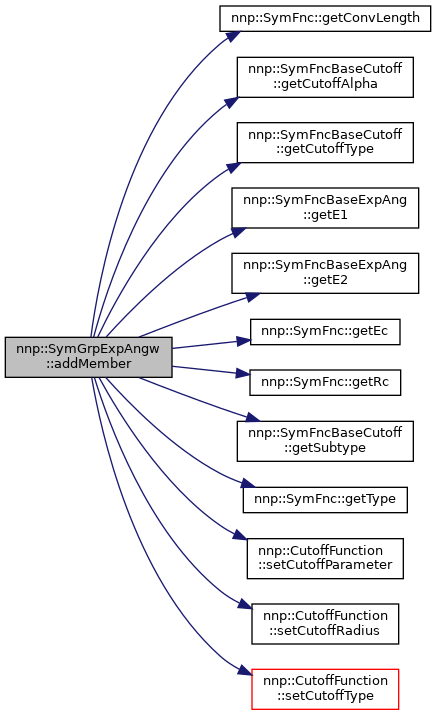 nnp::SymFnc::getConvLength
nnp::SymFncBaseCutoff
::getCutoffAlpha
nnp::SymFncBaseCutoff
::getCutoffType
nnp::SymFncBaseExpAng
::getE1
nnp::SymFncBaseExpAng
::getE2
nnp::SymFnc::getEc
nnp::SymGrpExpAngw
::addMember
nnp::SymFnc::getRc
nnp::SymFncBaseCutoff
::getSubtype
nnp::SymFnc::getType
nnp::CutoffFunction
::setCutoffParameter
nnp::CutoffFunction
::setCutoffRadius
nnp::CutoffFunction
::setCutoffType